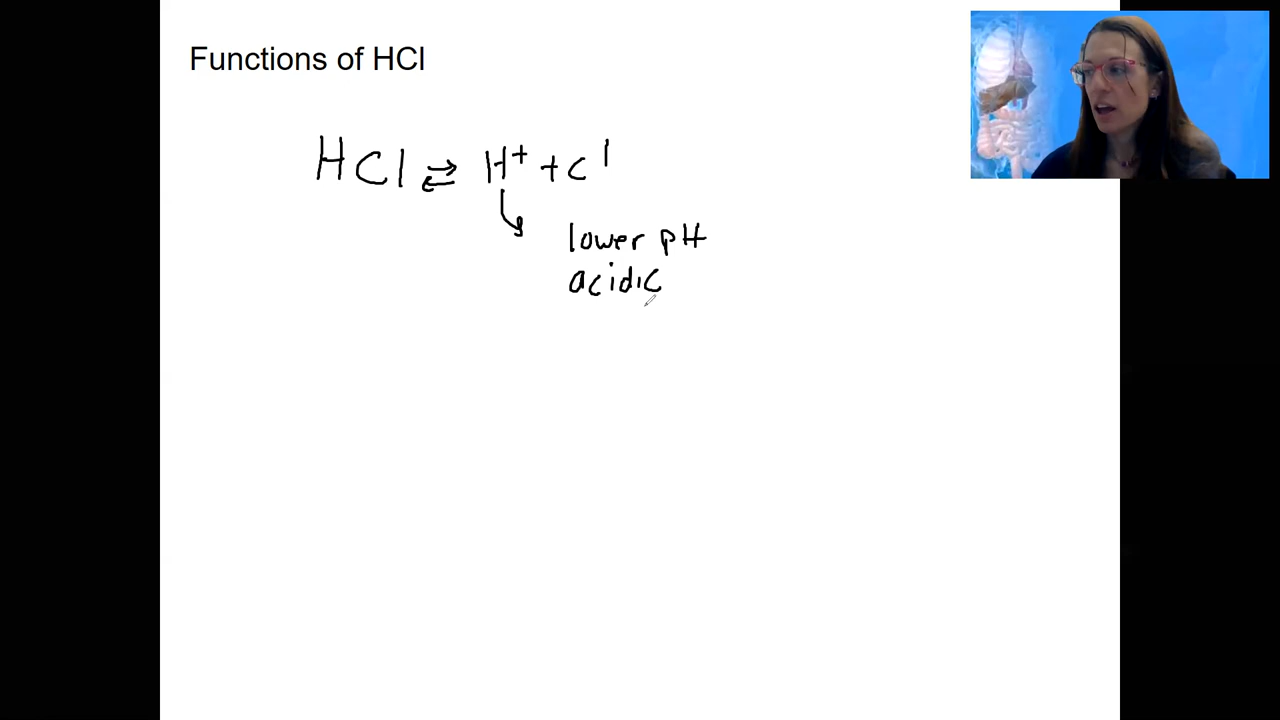 Functions of HCl
HCl ⇄ H+ + Cl
lower pH
acidic